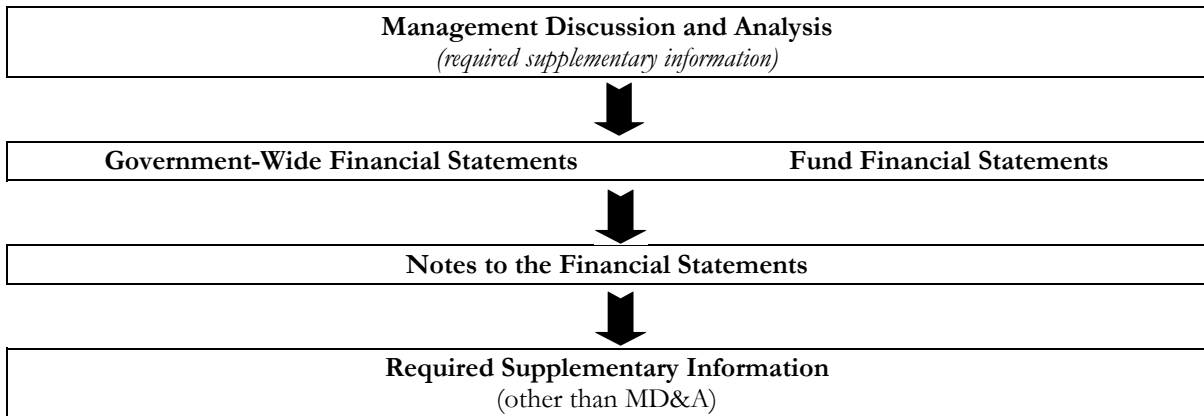 Management Discussion and Analysis
(required supplementary information)
Government-Wide Financial Statements Fund Financial Statements
Notes to the Financial Statements
Required Supplementary Information
(other than MD&A)